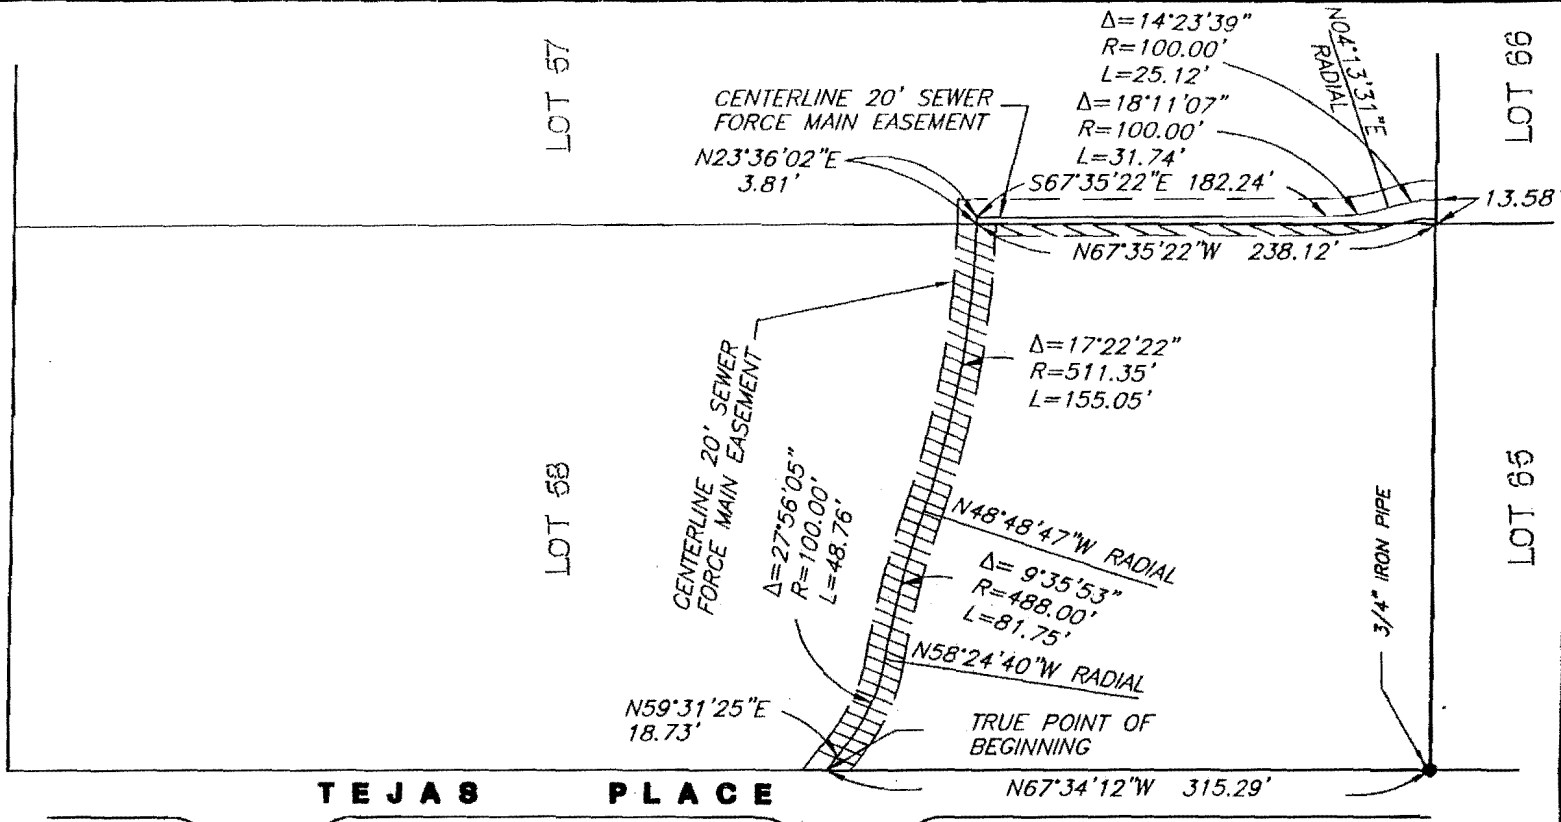 LOT 57
Δ=14°23'39"
R=100.00'
L=25.12'
N04°13'31"E
RADIAL
LOT 66
CENTERLINE 20' SEWER
FORCE MAIN EASEMENT
Δ=18°11'07"
R=100.00'
L=31.74'
N23°36'02"E
3.81'
S67°35'22"E 182.24'
13.58'
N67°35'22"W 238.12'
CENTERLINE 20' SEWER
FORCE MAIN EASEMENT
Δ=17°22'22"
R=511.35'
L=155.05'
LOT 58
Δ=27°56'05"
R=100.00'
L=48.76'
N48°48'47"W RADIAL
Δ= 9°35'53"
R=488.00'
L=81.75'
N58°24'40"W RADIAL
3/4" IRON PIPE
LOT 65
N59°31'25"E
18.73'
TRUE POINT OF
BEGINNING
N67°34'12"W 315.29'
TEJAS PLACE